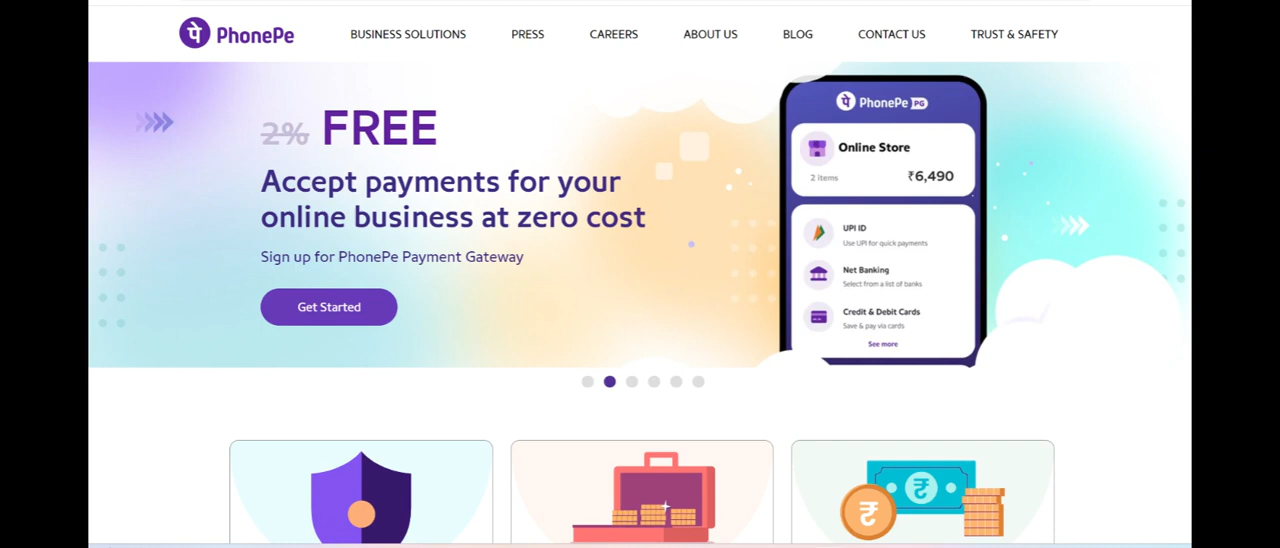 पे PhonePe
BUSINESS SOLUTIONS
PRESS
CAREERS
ABOUT US
BLOG
CONTACT US
TRUST & SAFETY
2% FREE
Accept payments for your
online business at zero cost
Sign up for PhonePe Payment Gateway
Get Started
पे PhonePe PG
Online Store
2 items
₹6,490
UPI ID
Use UPI for quick payments
Net Banking
Select from a list of banks
Credit & Debit Cards
Save & pay via cards
See more
₹
₹